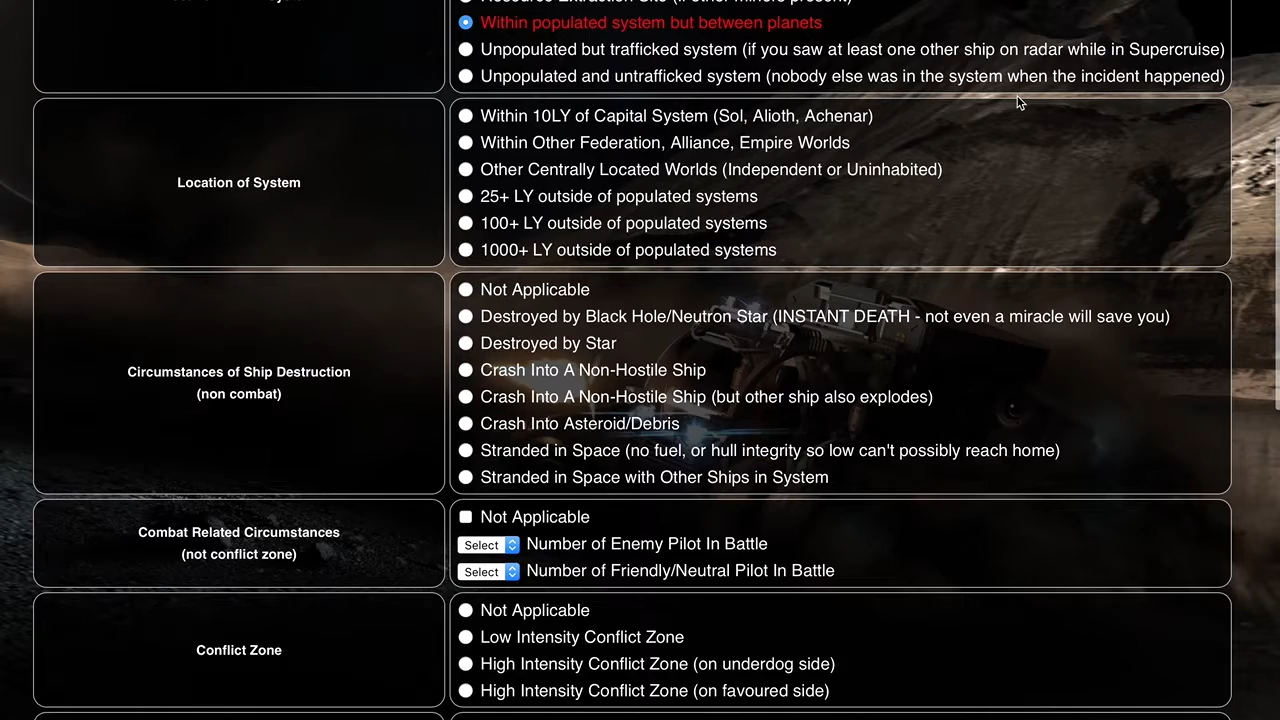 Within populated system but between planets
Unpopulated but trafficked system (if you saw at least one other ship on radar while in Supercruise)
Unpopulated and untrafficked system (nobody else was in the system when the incident happened)
Location of System
Within 10LY of Capital System (Sol, Alioth, Achenar)
Within Other Federation, Alliance, Empire Worlds
Other Centrally Located Worlds (Independent or Uninhabited)
25+ LY outside of populated systems
100+ LY outside of populated systems
1000+ LY outside of populated systems
Circumstances of Ship Destruction
(non combat)
Not Applicable
Destroyed by Black Hole/Neutron Star (INSTANT DEATH - not even a miracle will save you)
Destroyed by Star
Crash Into A Non-Hostile Ship
Crash Into A Non-Hostile Ship (but other ship also explodes)
Crash Into Asteroid/Debris
Stranded in Space (no fuel, or hull integrity so low can't possibly reach home)
Stranded in Space with Other Ships in System
Combat Related Circumstances
(not conflict zone)
Not Applicable
Select Number of Enemy Pilot In Battle
Select Number of Friendly/Neutral Pilot In Battle
Conflict Zone
Not Applicable
Low Intensity Conflict Zone
High Intensity Conflict Zone (on underdog side)
High Intensity Conflict Zone (on favoured side)